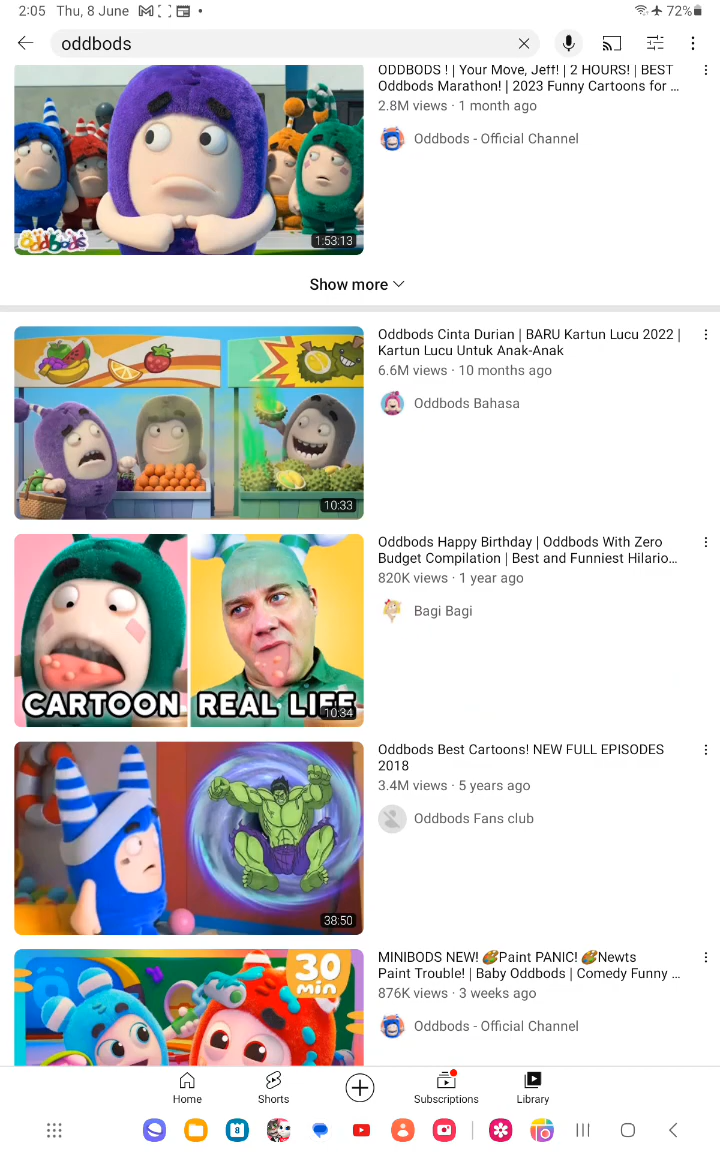 2:05 Thu, 8 June 72%
oddbods
ODDBODS ! | Your Move, Jeff! | 2 HOURS! | BEST
Oddbods Marathon! | 2023 Funny Cartoons for ...
2.8M views · 1 month ago
Oddbods - Official Channel
oddbods
1:53:13
Show more
Oddbods Cinta Durian | BARU Kartun Lucu 2022 |
Kartun Lucu Untuk Anak-Anak
6.6M views · 10 months ago
Oddbods Bahasa
10:33
Oddbods Happy Birthday | Oddbods With Zero
Budget Compilation | Best and Funniest Hilario...
820K views · 1 year ago
Bagi Bagi
CARTOON REAL LIFE
10:34
Oddbods Best Cartoons! NEW FULL EPISODES
2018
3.4M views · 5 years ago
Oddbods Fans club
38:50
MINIBODS NEW! 🎨Paint PANIC! 🎨Newts
Paint Trouble! | Baby Oddbods | Comedy Funny ...
876K views · 3 weeks ago
Oddbods - Official Channel
30
min
Home Shorts Subscriptions Library
8